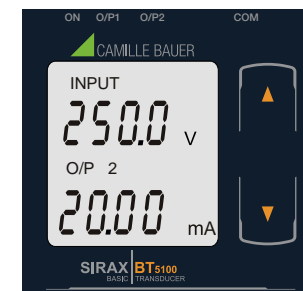 ON O/P1 O/P2 COM
CAMILLE BAUER
INPUT
250.0 V
O/P 2
20.00 mA
SIRAX BT5100
BASIC TRANSDUCER